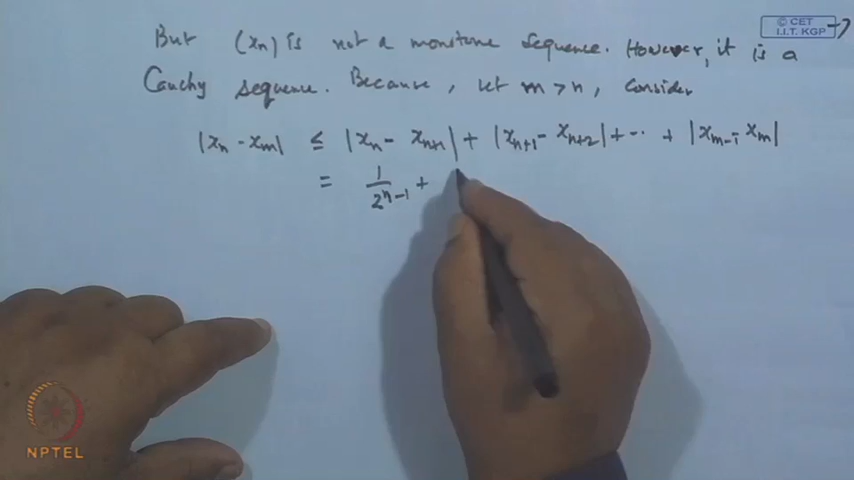 © CET
I.I.T. KGP
But (xn) is not a monotone sequence. However, it is a
Cauchy sequence. Because, let m > n, consider
|xn - xm| ≤ |xn - xn+1| + |xn+1 - xn+2| + ·· + |xm-1 - xm|
= 1/2^n-1 +
NPTEL